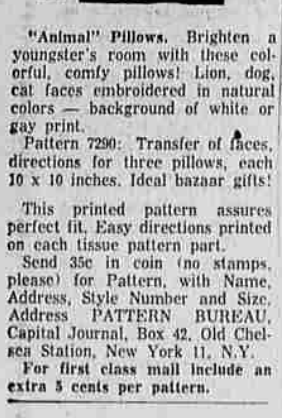 "Animal" Pillows. Brighten a
youngster's room with these col-
orful, comfy pillows! Lion, dog,
cat faces embroidered in natural
colors — background of white or
gay print.
Pattern 7290: Transfer of faces,
directions for three pillows, each
10 x 10 inches. Ideal bazaar gifts!
This printed pattern assures
perfect fit. Easy directions printed
on each tissue pattern part.
Send 35c in coin (no stamps,
please) for Pattern, with Name,
Address, Style Number and Size.
Address PATTERN BUREAU,
Capital Journal, Box 42, Old Chel-
sea Station, New York 11, N.Y.
For first class mail include an
extra 5 cents per pattern.